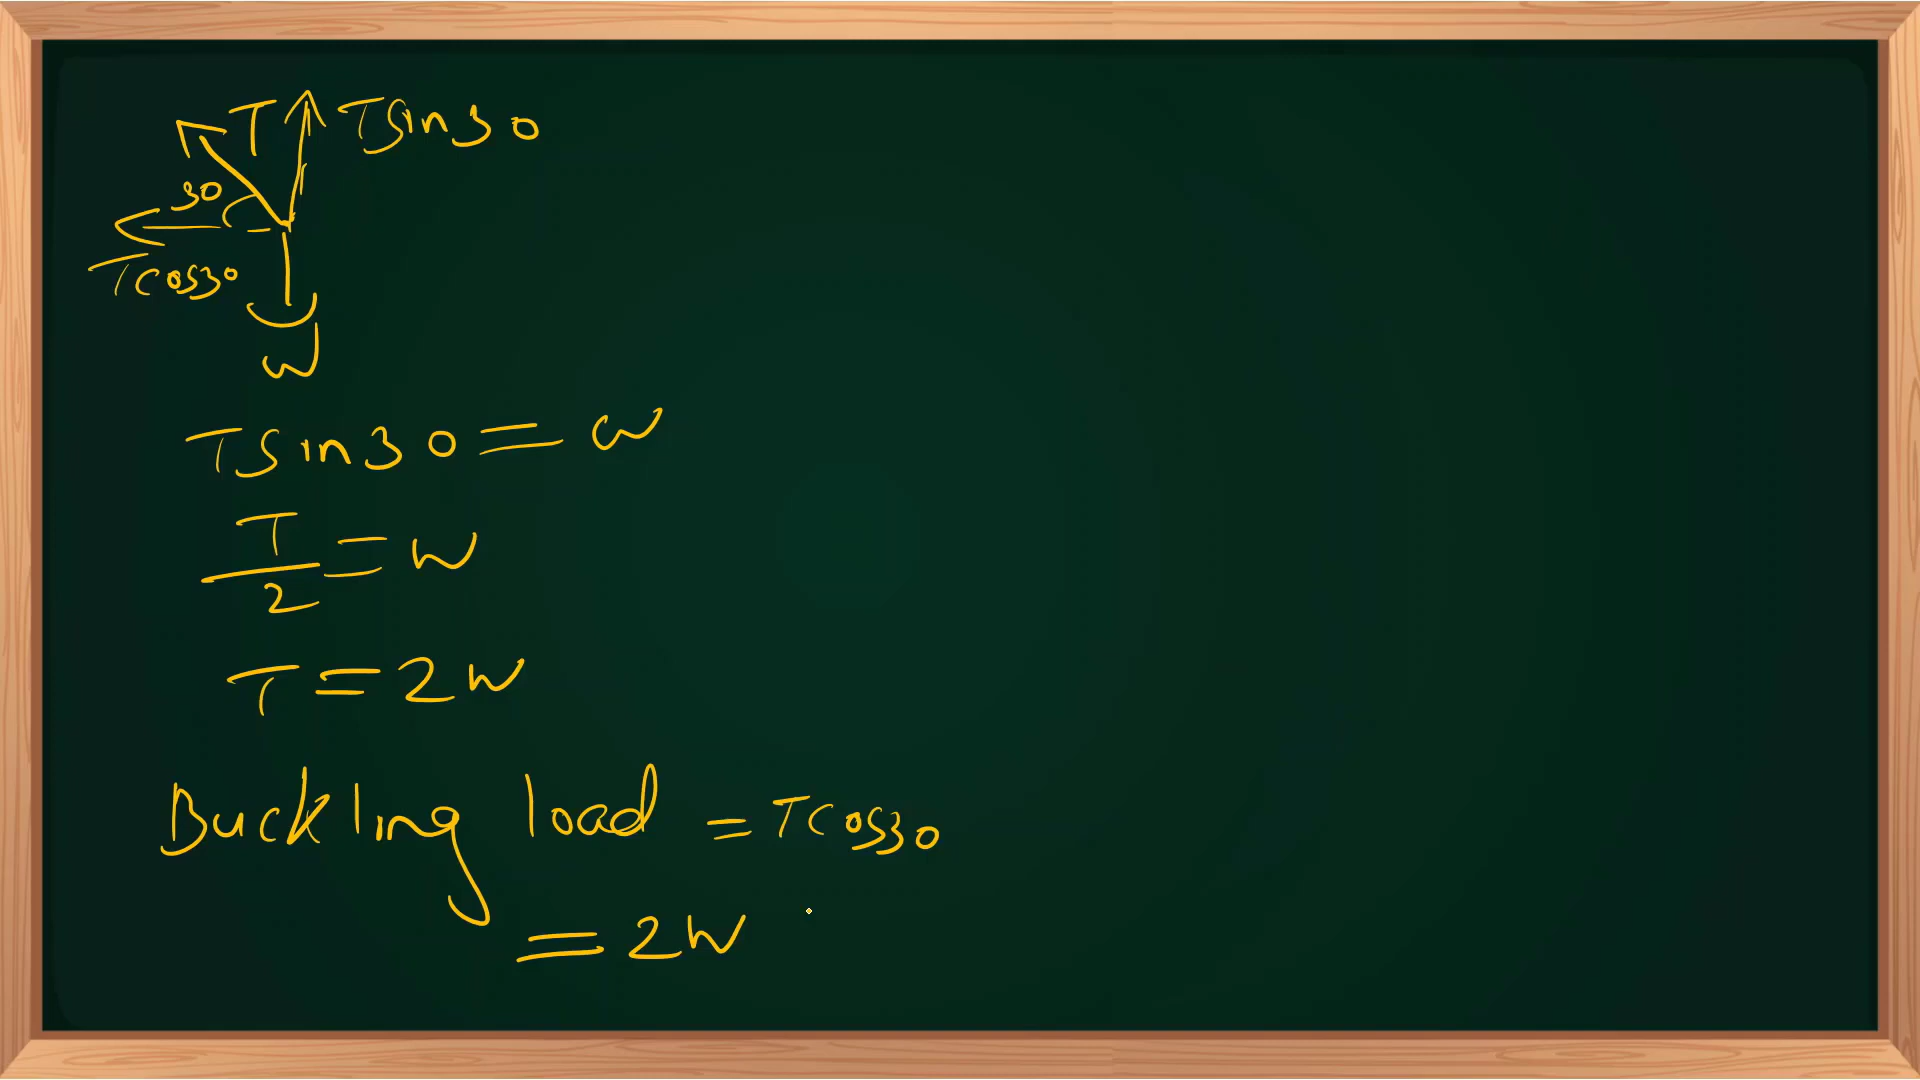 T Tsin30
30
Tcos30
W
Tsin30 = W
T/2 = W
T = 2W
Buckling load = Tcos30
= 2W